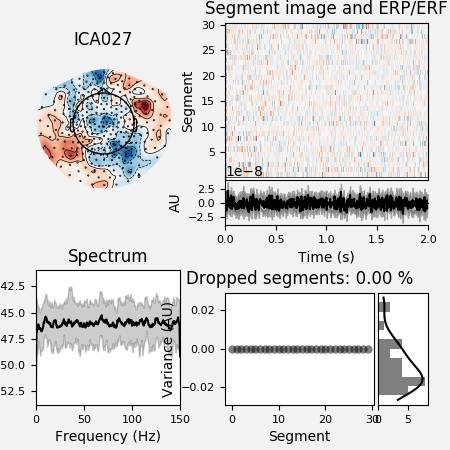 ICA027
Segment image and ERP/ERF
Segment
30
25
20
15
10
5
1e−8
AU
2.5
0.0
−2.5
0.0 0.5 1.0 1.5 2.0
Time (s)
Spectrum
42.5
45.0
47.5
50.0
52.5
0 50 100 150
Frequency (Hz)
Dropped segments: 0.00 %
Variance (AU)
0.02
0.00
−0.02
0 10 20 30
Segment
0 5